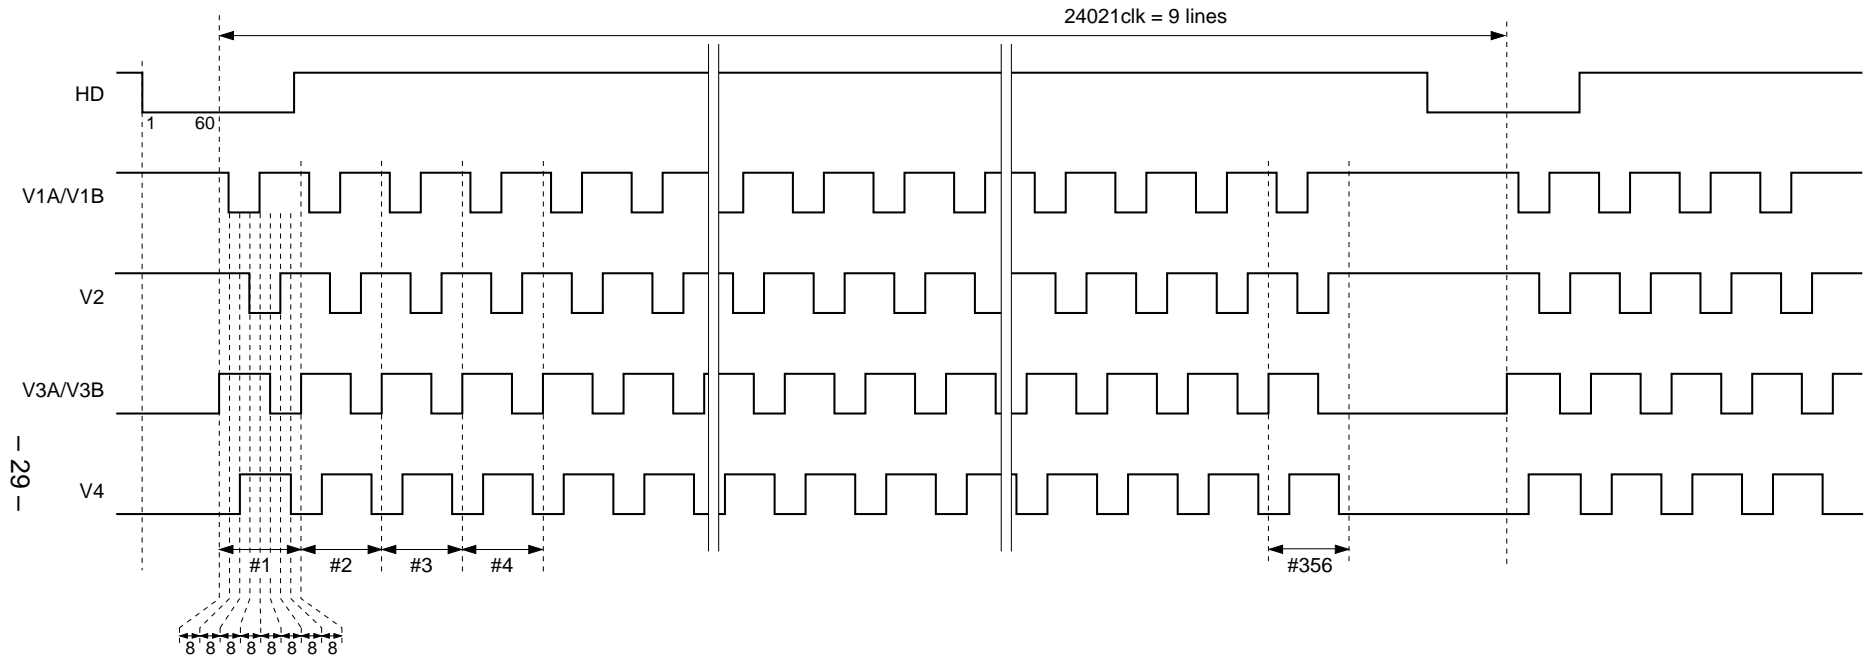 24021clk = 9 lines
HD
1 60
V1A/V1B
V2
V3A/V3B
V4
#1 #2 #3 #4 #356
8 8 8 8 8 8 8 8
– 29 –